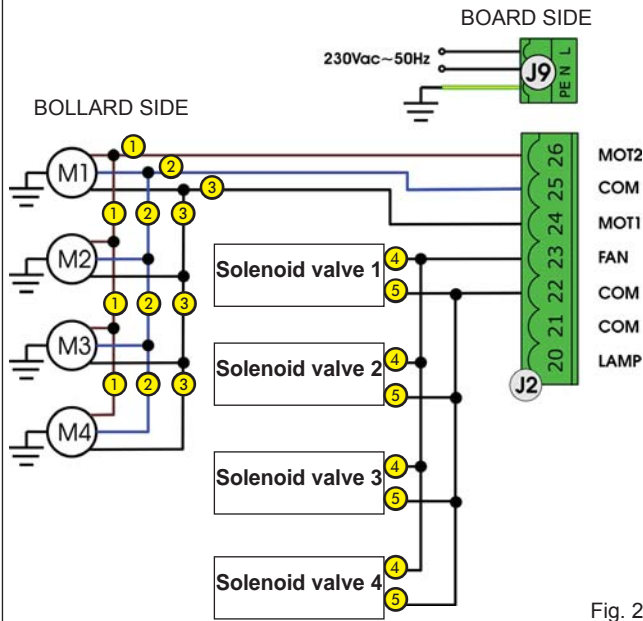 BOARD SIDE
230Vac~50Hz
J9
PE N L
BOLLARD SIDE
M1
1
2
3
26 MOT2
25 COM
24 MOT1
23 FAN
22 COM
21 COM
20 LAMP
J2
1 2 3
M2
1 2 3
M3
1 2 3
M4
Solenoid valve 1
4
5
Solenoid valve 2
4
5
Solenoid valve 3
4
5
Solenoid valve 4
4
5
Fig. 2